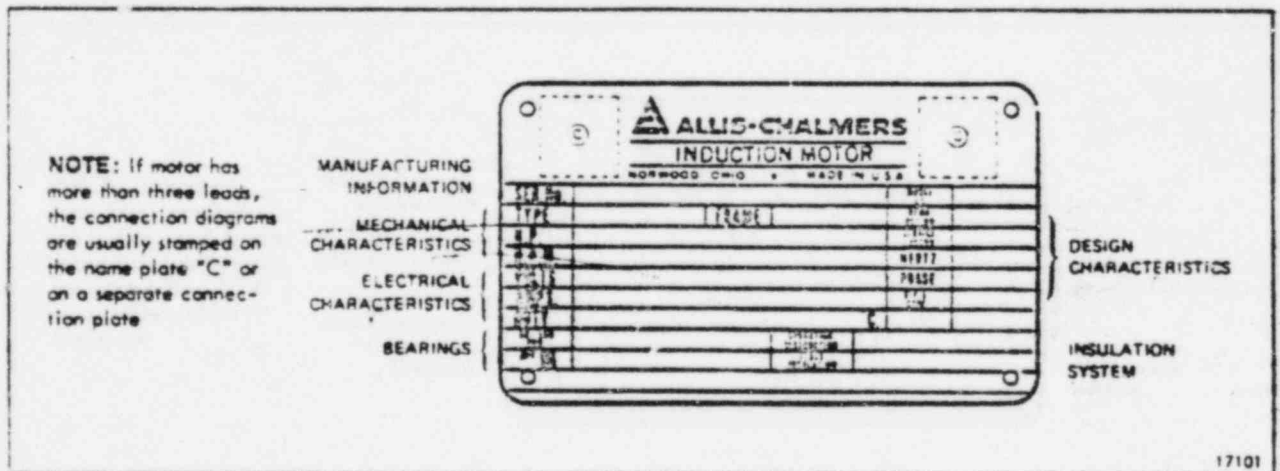 NOTE: If motor has
more than three leads,
the connection diagrams
are usually stamped on
the name plate "C" or
on a separate connec-
tion plate
MANUFACTURING
INFORMATION
MECHANICAL
CHARACTERISTICS
ELECTRICAL
CHARACTERISTICS
BEARINGS
ALLIS-CHALMERS
INDUCTION MOTOR
NORWOOD, OHIO • MADE IN U S A
SER. No.
TYPE
FRAME
HERTZ
PHASE
C
DESIGN
CHARACTERISTICS
INSULATION
SYSTEM
17101